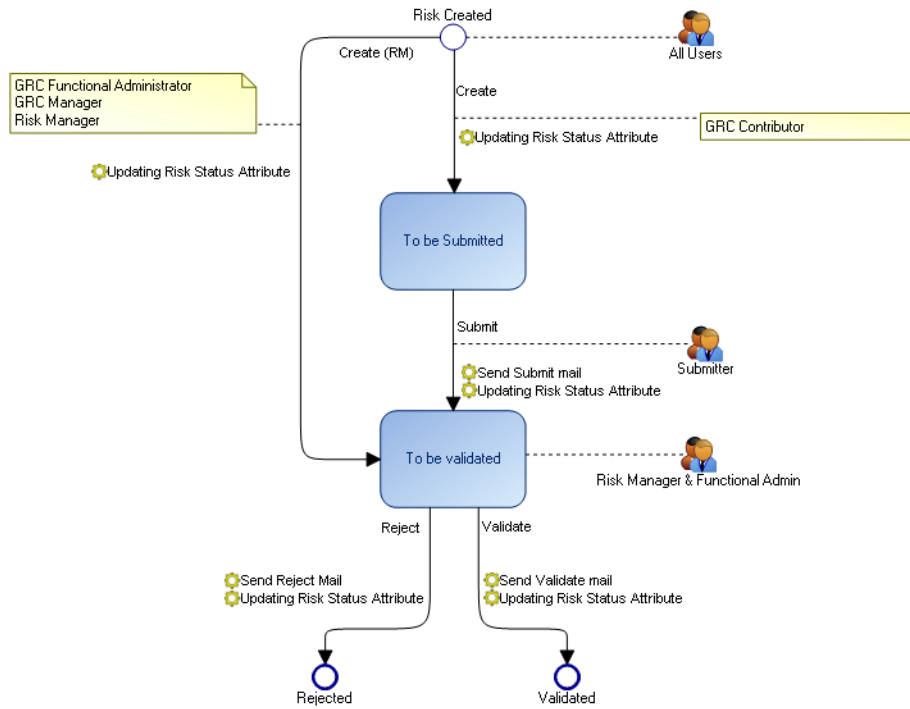 Risk Created
Create (RM)
All Users
GRC Functional Administrator
GRC Manager
Risk Manager
Create
GRC Contributor
Updating Risk Status Attribute
Updating Risk Status Attribute
To be Submitted
Submit
Submitter
Send Submit mail
Updating Risk Status Attribute
To be validated
Risk Manager & Functional Admin
Reject
Validate
Send Reject Mail
Updating Risk Status Attribute
Send Validate mail
Updating Risk Status Attribute
Rejected
Validated